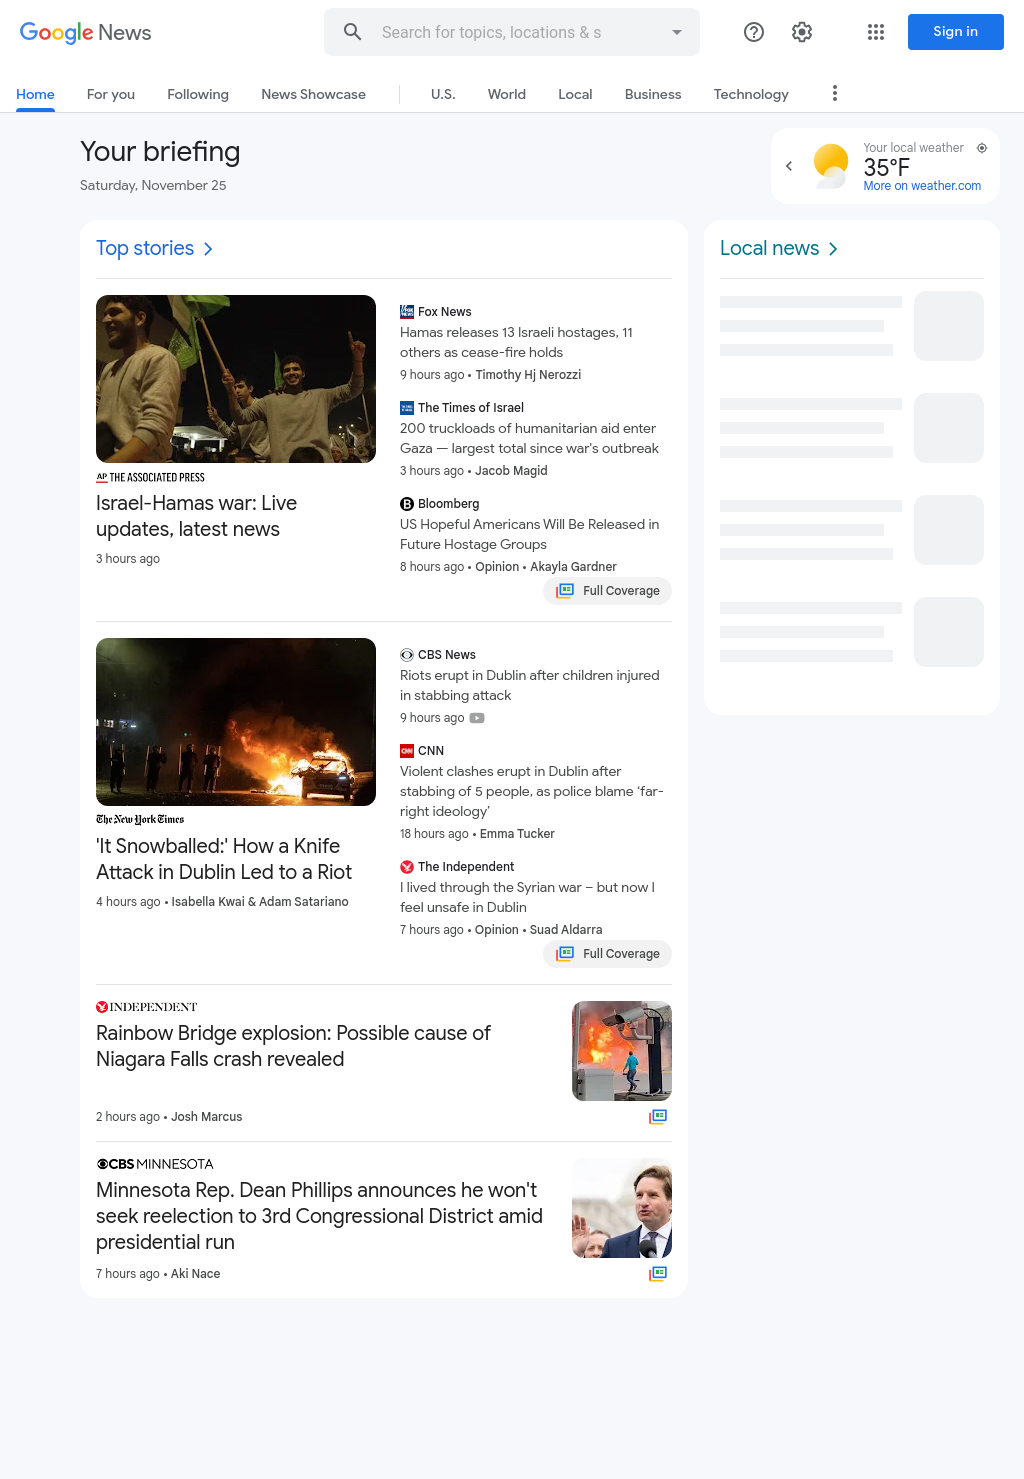 Google News
Search for topics, locations & s
Sign in
Home
For you
Following
News Showcase
U.S.
World
Local
Business
Technology
Your briefing
Saturday, November 25
Your local weather
35°F
More on weather.com
Top stories
THE ASSOCIATED PRESS
AP
Israel-Hamas war: Live
updates, latest news
3 hours ago
Fox News
Hamas releases 13 Israeli hostages, 11
others as cease-fire holds
9 hours ago • Timothy Hj Nerozzi
The Times of Israel
200 truckloads of humanitarian aid enter
Gaza — largest total since war's outbreak
3 hours ago • Jacob Magid
Bloomberg
US Hopeful Americans Will Be Released in
Future Hostage Groups
8 hours ago • Opinion • Akayla Gardner
Full Coverage
The New York Times
'It Snowballed:' How a Knife
Attack in Dublin Led to a Riot
4 hours ago • Isabella Kwai & Adam Satariano
CBS News
Riots erupt in Dublin after children injured
in stabbing attack
9 hours ago
CNN
Violent clashes erupt in Dublin after
stabbing of 5 people, as police blame ‘far-
right ideology’
18 hours ago • Emma Tucker
The Independent
I lived through the Syrian war – but now I
feel unsafe in Dublin
7 hours ago • Opinion • Suad Aldarra
Full Coverage
INDEPENDENT
Rainbow Bridge explosion: Possible cause of
Niagara Falls crash revealed
2 hours ago • Josh Marcus
CBS MINNESOTA
Minnesota Rep. Dean Phillips announces he won't
seek reelection to 3rd Congressional District amid
presidential run
7 hours ago • Aki Nace
Local news